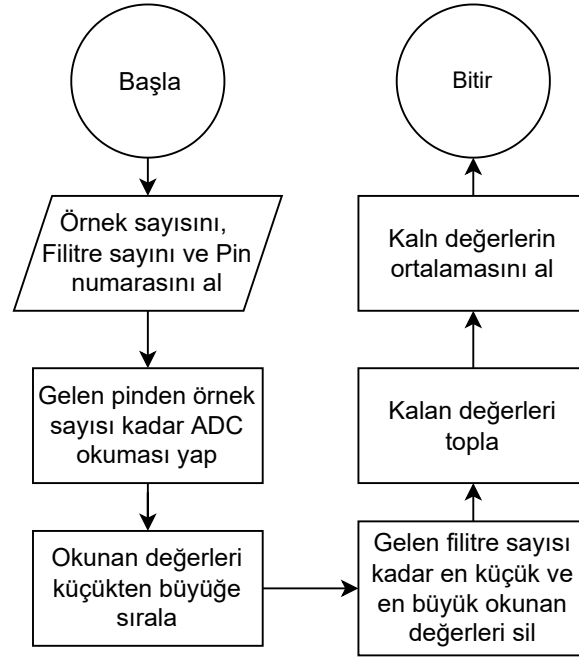 Başla
Örnek sayısını,
Filitre sayını ve Pin
numarasını al
Gelen pinden örnek
sayısı kadar ADC
okuması yap
Okunan değerleri
küçükten büyüğe
sırala
Gelen filitre sayısı
kadar en küçük ve
en büyük okunan
değerleri sil
Kalan değerleri
topla
Kaln değerlerin
ortalamasını al
Bitir